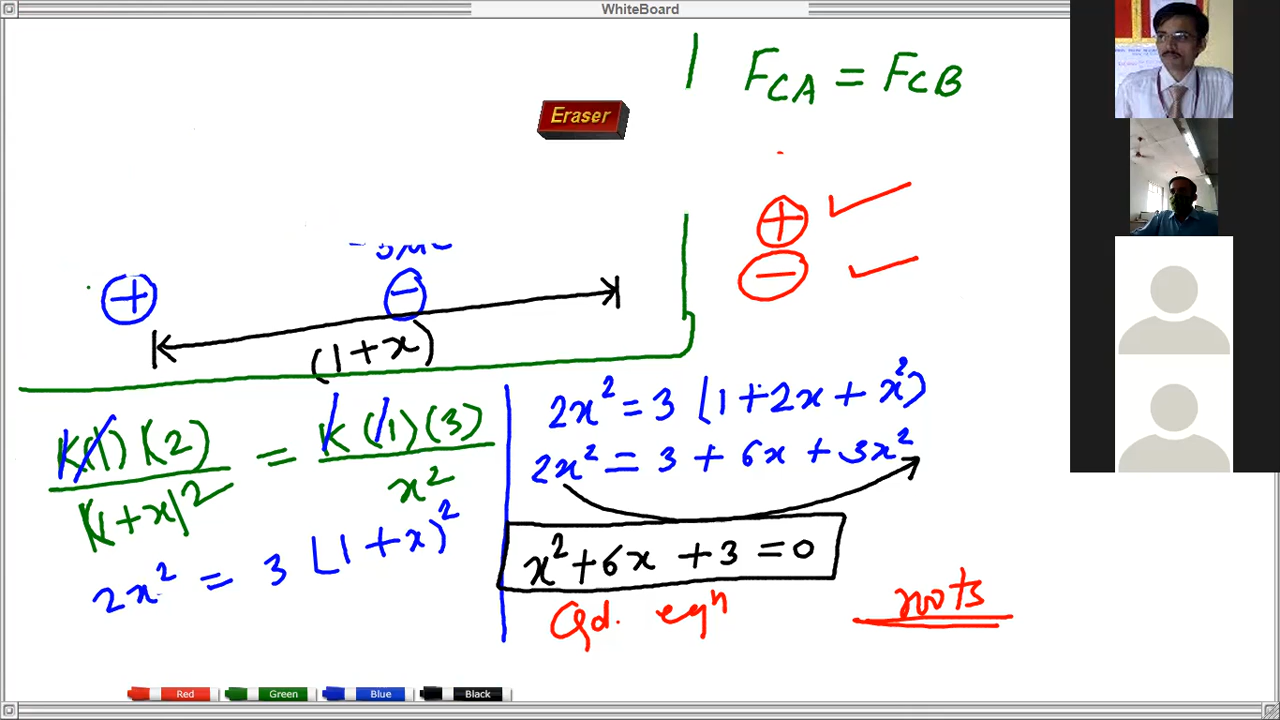 WhiteBoard
F_CA = F_CB
Eraser
+
−
+
−
(1+x)
K(1)(2)/(1+x)² = K(1)(3)/x²
2x² = 3(1+x)²
2x² = 3(1+2x+x²)
2x² = 3 + 6x + 3x²
x²+6x+3=0
Qd. eqⁿ
roots
Red Green Blue Black